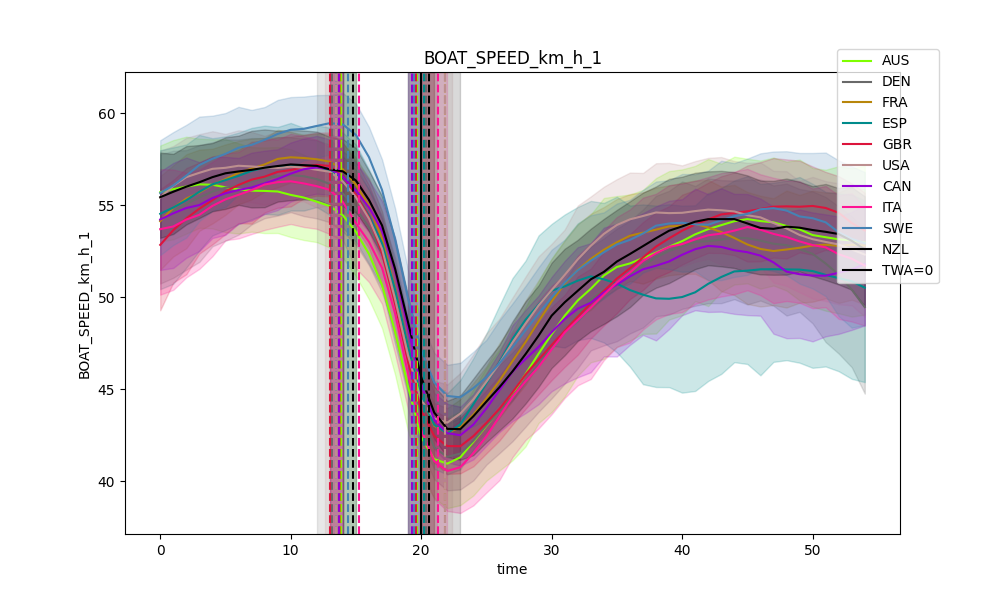 BOAT_SPEED_km_h_1
BOAT_SPEED_km_h_1
60
55
50
45
40
0 10 20 30 40 50
time
AUS
DEN
FRA
ESP
GBR
USA
CAN
ITA
SWE
NZL
TWA=0